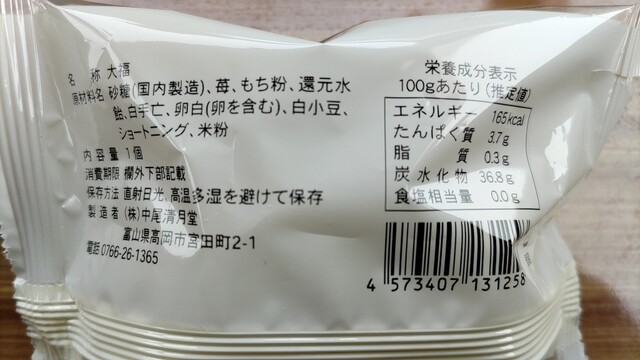 名 称 大福
原材料名 砂糖(国内製造)、苺、もち粉、還元水
飴、白手亡、卵白(卵を含む)、白小豆、
ショートニング、米粉
内 容 量 1個
消費期限 欄外下部記載
保存方法 直射日光、高温多湿を避けて保存
製 造 者 (株)中尾清月堂
富山県高岡市宮田町2-1
電話 0766-26-1365
栄養成分表示
100gあたり(推定値)
エネルギー 165kcal
たんぱく質 3.7g
脂 質 0.3g
炭 水 化 物 36.8g
食塩相当量 0.0g
4 573407 131258